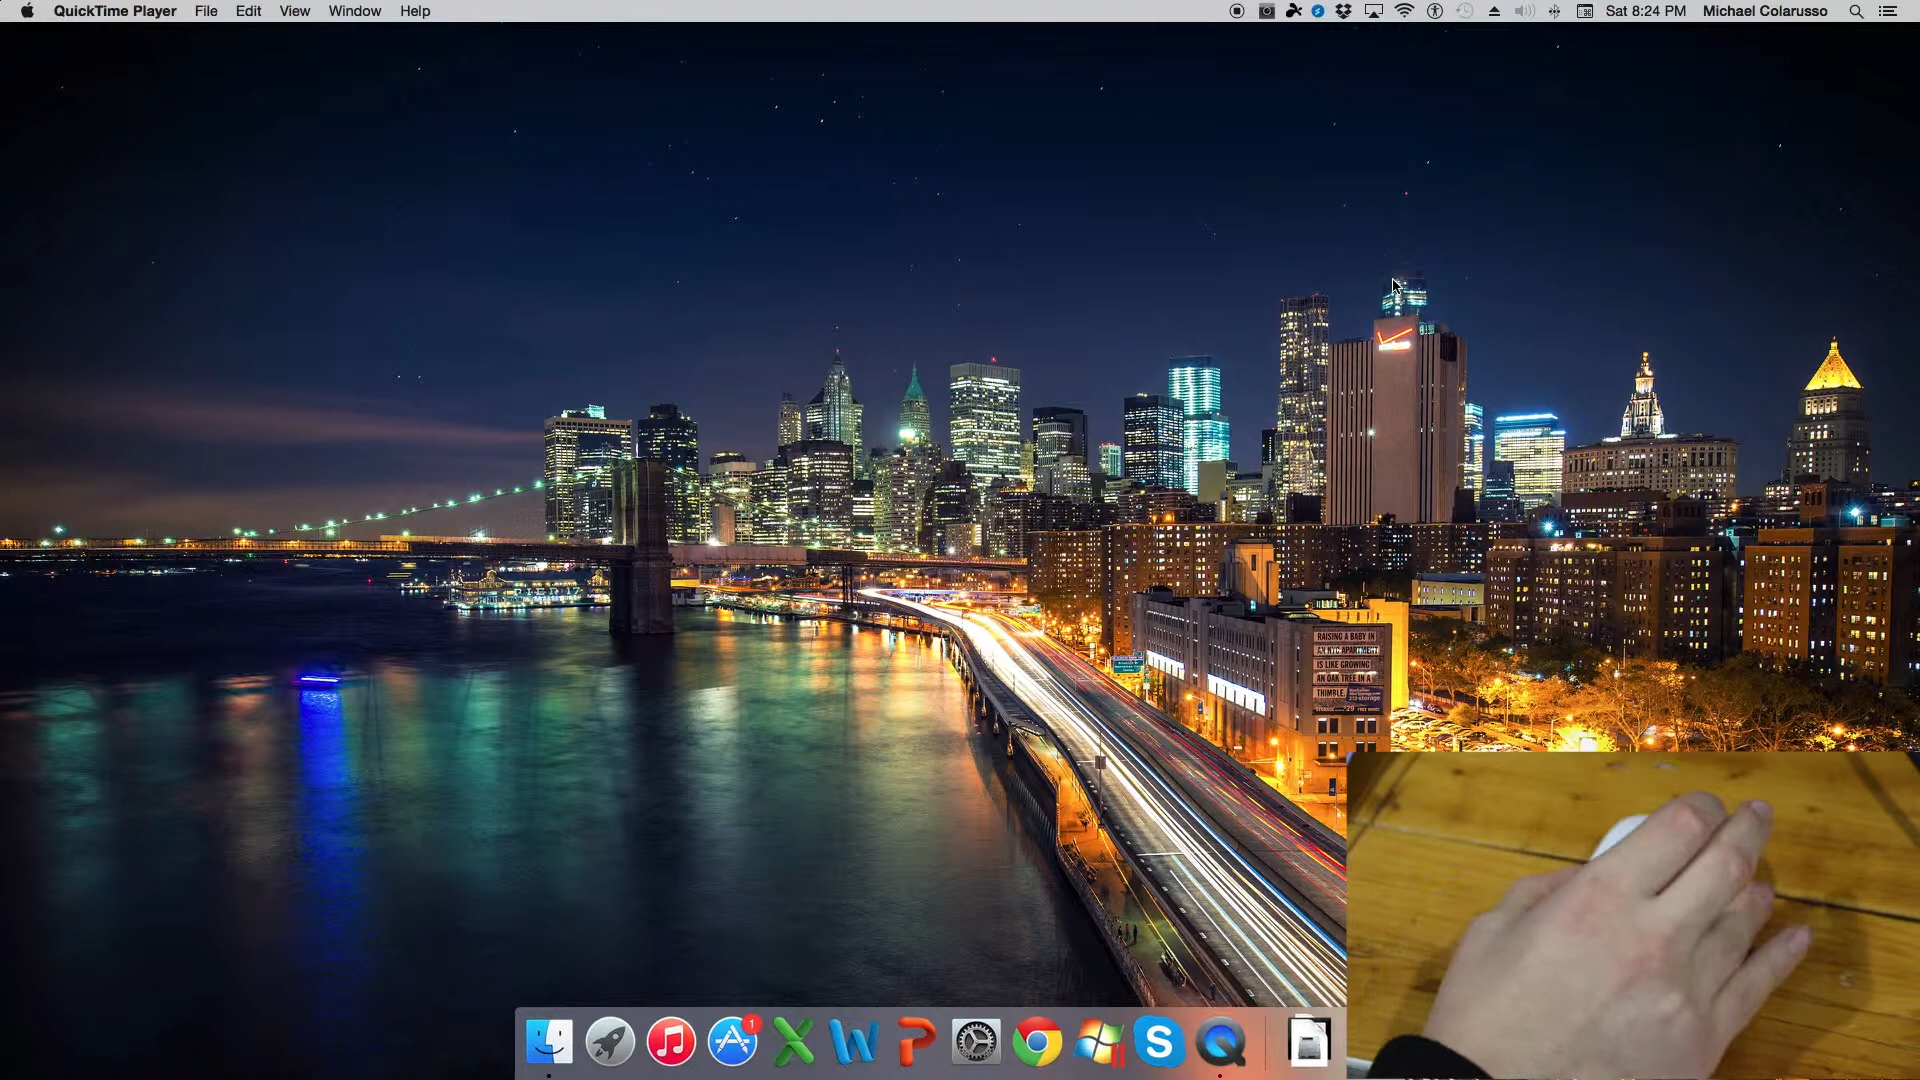 QuickTime Player File Edit View Window Help Sat 8:24 PM Michael Colarusso
RAISING A BABY IN
AN NYC APARTMENT
IS LIKE GROWING
AN OAK TREE IN A
THIMBLE.
1